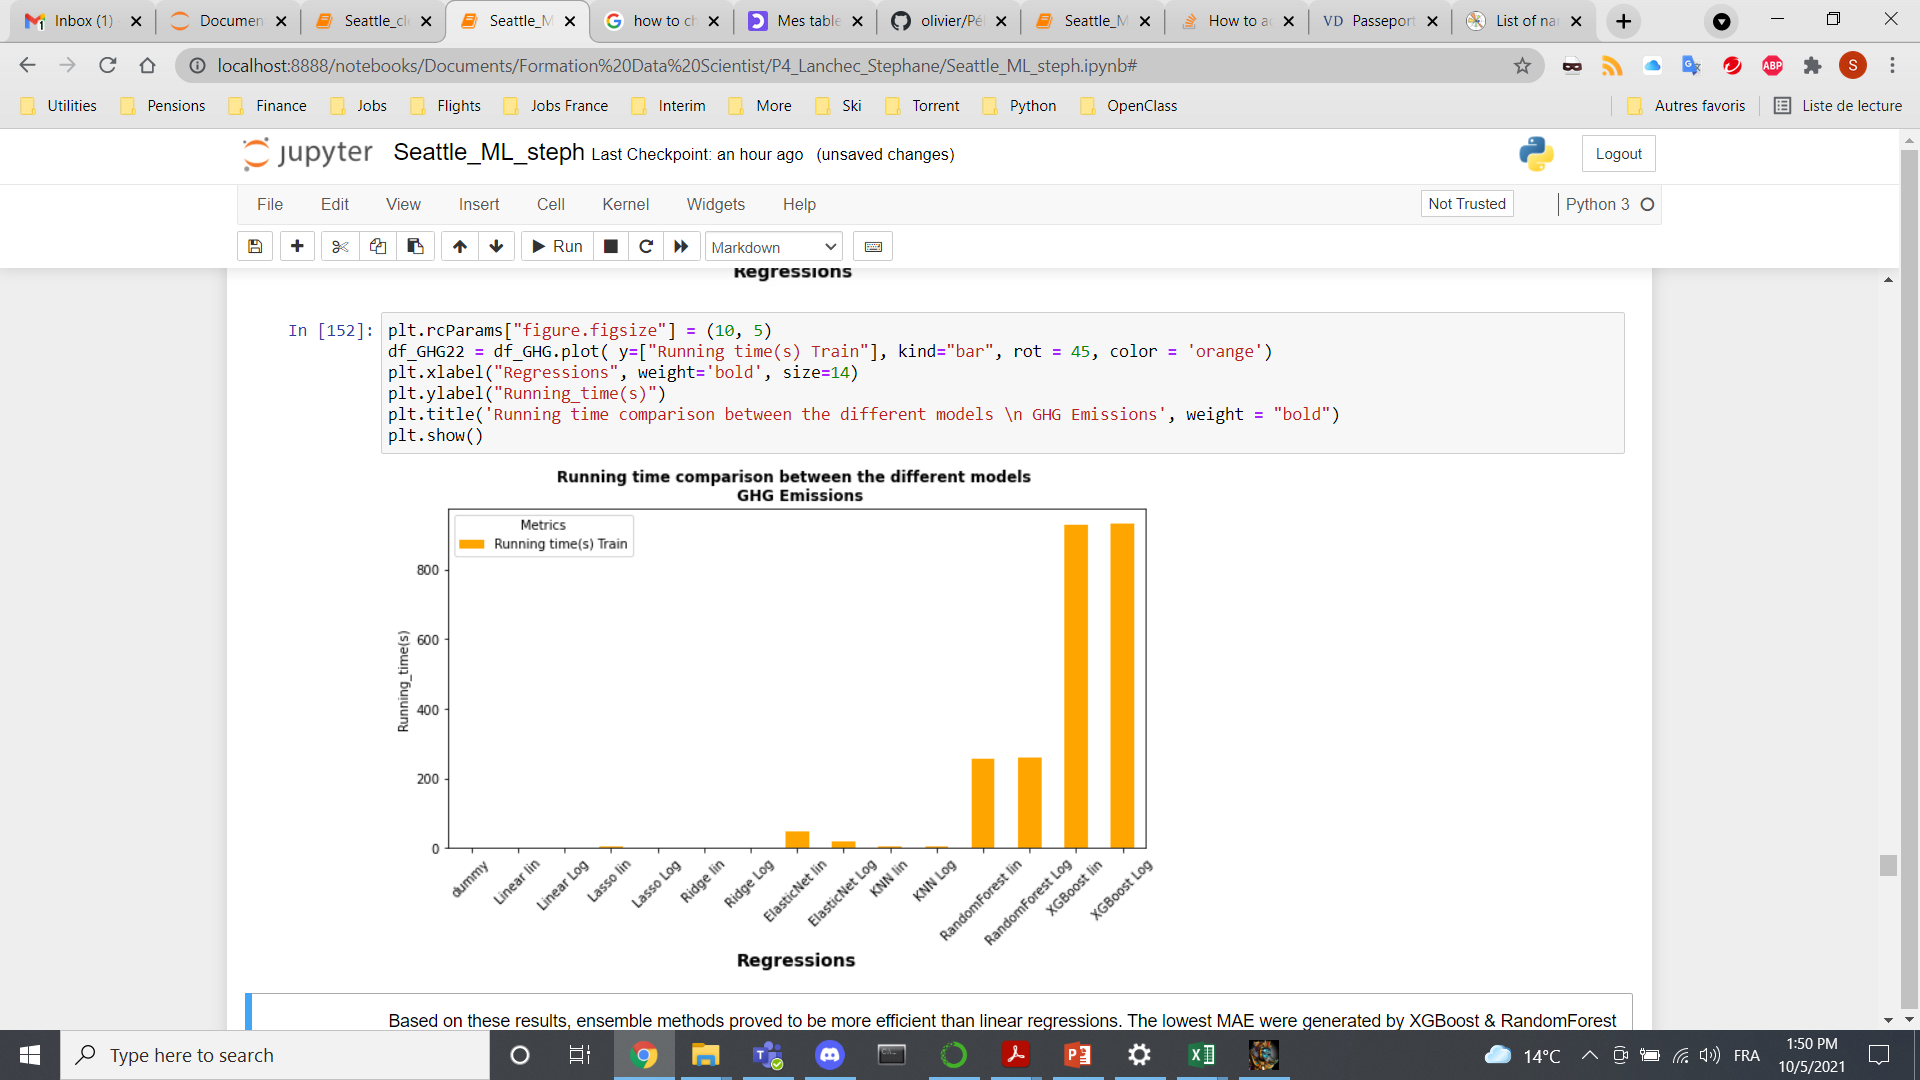 Inbox (1)
Documen
Seattle_cl
Seattle_M
how to ch
Mes table
olivier/Pé
Seattle_M
How to a
VD Passeport
List of na
localhost:8888/notebooks/Documents/Formation%20Data%20Scientist/P4_Lanchec_Stephane/Seattle_ML_steph.ipynb#
ABP
S
Utilities
Pensions
Finance
Jobs
Flights
Jobs France
Interim
More
Ski
Torrent
Python
OpenClass
Autres favoris
Liste de lecture
jupyter Seattle_ML_steph Last Checkpoint: an hour ago (unsaved changes)
Logout
File Edit View Insert Cell Kernel Widgets Help
Not Trusted
Python 3
Run
Markdown
Regressions
In [152]: plt.rcParams["figure.figsize"] = (10, 5)
df_GHG22 = df_GHG.plot( y=["Running time(s) Train"], kind="bar", rot = 45, color = 'orange')
plt.xlabel("Regressions", weight='bold', size=14)
plt.ylabel("Running_time(s)")
plt.title('Running time comparison between the different models \n GHG Emissions', weight = "bold")
plt.show()
Running time comparison between the different models
GHG Emissions
Metrics
Running time(s) Train
800
600
400
200
0
Running_time(s)
dummy
Linear lin
Linear Log
Lasso lin
Lasso Log
Ridge lin
Ridge Log
ElasticNet lin
ElasticNet Log
KNN lin
KNN Log
RandomForest lin
RandomForest Log
XGBoost lin
XGBoost Log
Regressions
Based on these results, ensemble methods proved to be more efficient than linear regressions. The lowest MAE were generated by XGBoost & RandomForest
Type here to search
14°C
FRA
1:50 PM
10/5/2021